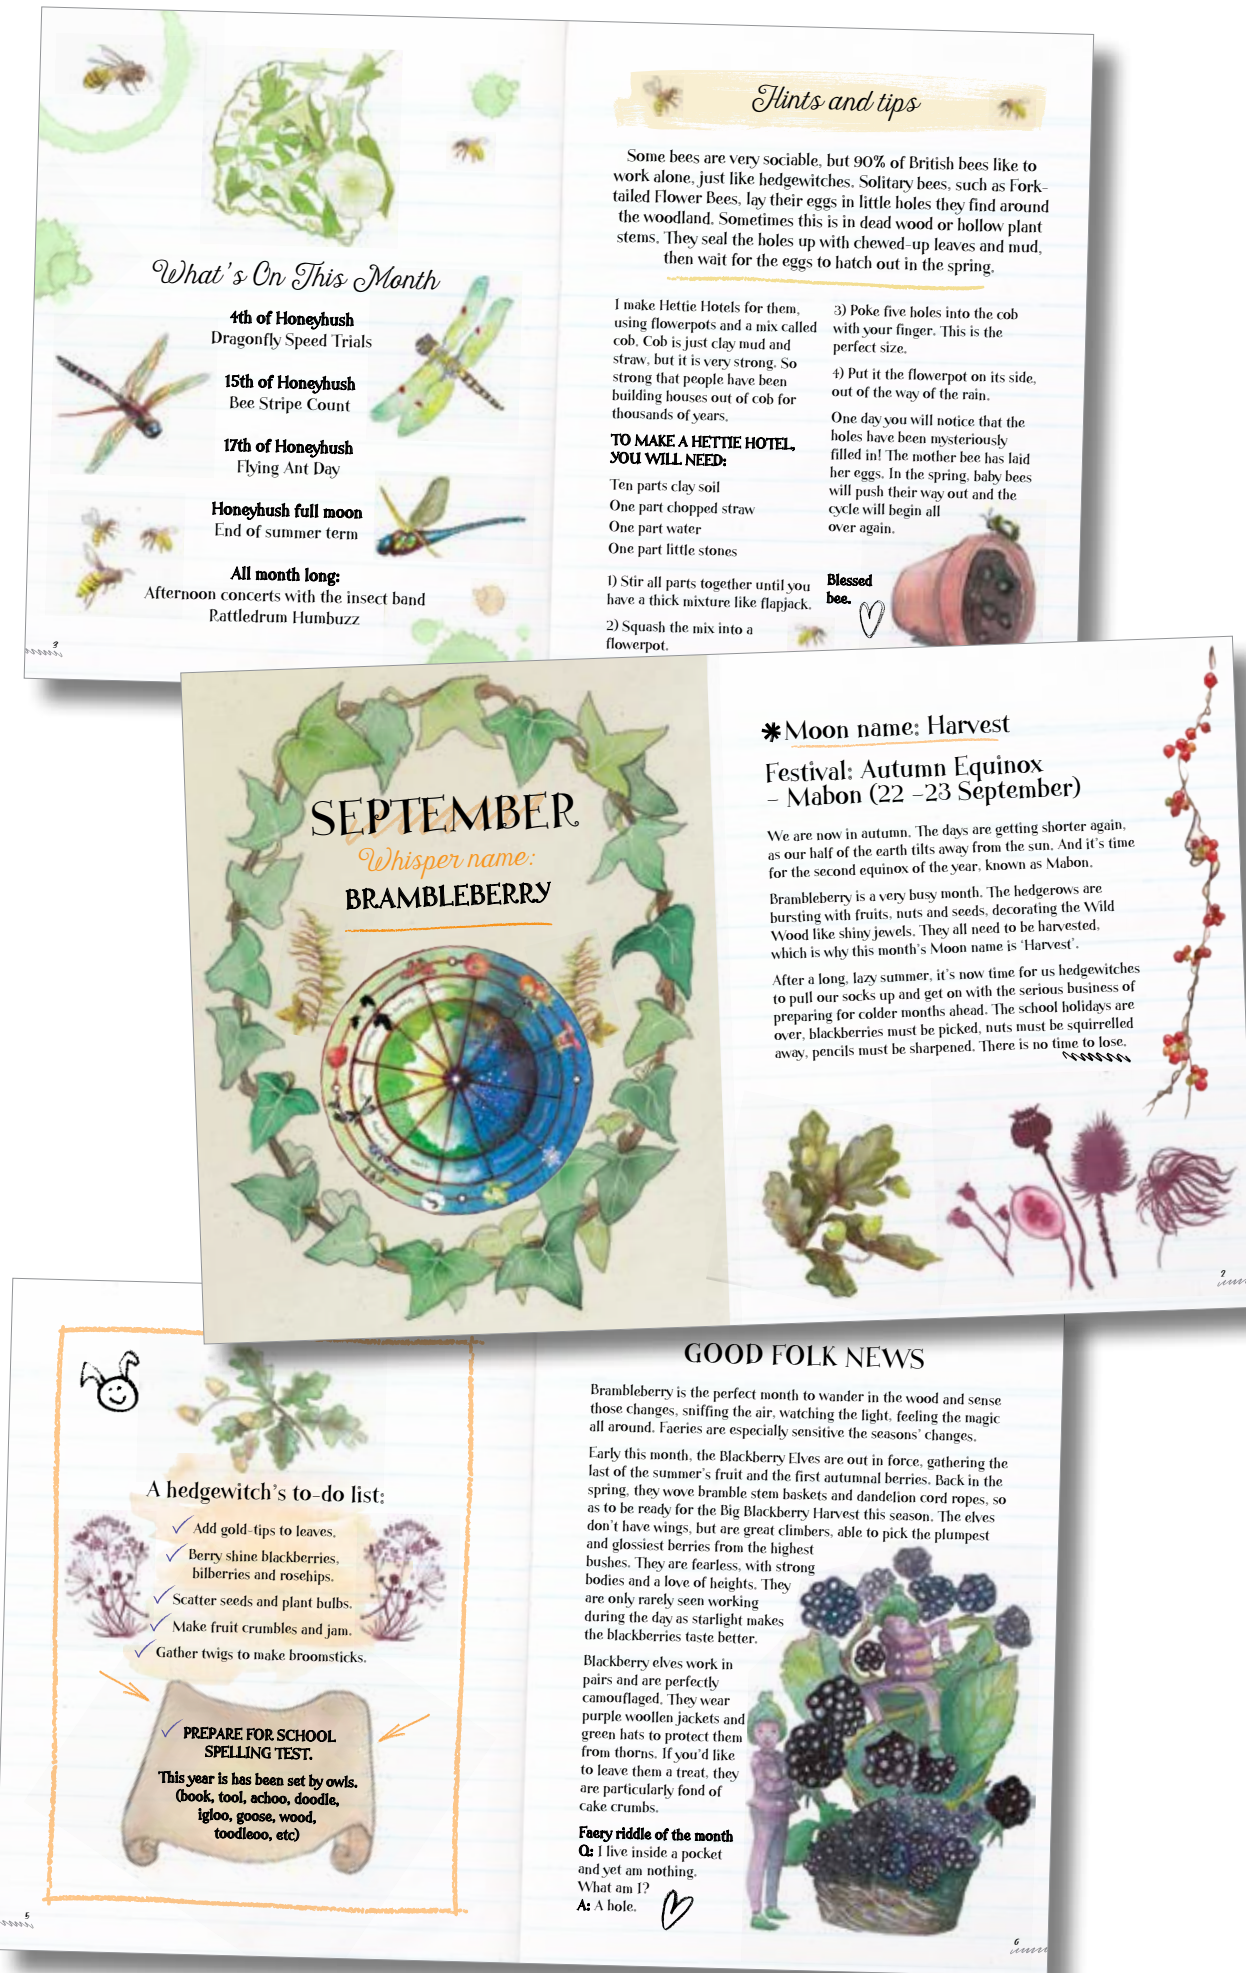 What's On This Month
4th of Honeyhush
Dragonfly Speed Trials
15th of Honeyhush
Bee Stripe Count
17th of Honeyhush
Flying Ant Day
Honeyhush full moon
End of summer term
All month long:
Afternoon concerts with the insect band
Rattledrum Humbuzz
3
Hints and tips
Some bees are very sociable, but 90% of British bees like to
work alone, just like hedgewitches. Solitary bees, such as Fork-
tailed Flower Bees, lay their eggs in little holes they find around
the woodland. Sometimes this is in dead wood or hollow plant
stems. They seal the holes up with chewed-up leaves and mud,
then wait for the eggs to hatch out in the spring.
I make Hettie Hotels for them,
using flowerpots and a mix called
cob. Cob is just clay mud and
straw, but it is very strong. So
strong that people have been
building houses out of cob for
thousands of years.
TO MAKE A HETTIE HOTEL,
YOU WILL NEED:
Ten parts clay soil
One part chopped straw
One part water
One part little stones
1) Stir all parts together until you
have a thick mixture like flapjack.
2) Squash the mix into a
flowerpot.
3) Poke five holes into the cob
with your finger. This is the
perfect size.
4) Put it the flowerpot on its side,
out of the way of the rain.
One day you will notice that the
holes have been mysteriously
filled in! The mother bee has laid
her eggs. In the spring, baby bees
will push their way out and the
cycle will begin all
over again.
Blessed
bee.
SEPTEMBER
Whisper name:
BRAMBLEBERRY
*Moon name: Harvest
Festival: Autumn Equinox
– Mabon (22 –23 September)
We are now in autumn. The days are getting shorter again,
as our half of the earth tilts away from the sun. And it's time
for the second equinox of the year, known as Mabon.
Brambleberry is a very busy month. The hedgerows are
bursting with fruits, nuts and seeds, decorating the Wild
Wood like shiny jewels. They all need to be harvested,
which is why this month's Moon name is 'Harvest'.
After a long, lazy summer, it's now time for us hedgewitches
to pull our socks up and get on with the serious business of
preparing for colder months ahead. The school holidays are
over, blackberries must be picked, nuts must be squirrelled
away, pencils must be sharpened. There is no time to lose.
2
A hedgewitch's to-do list:
✓ Add gold-tips to leaves.
✓ Berry shine blackberries,
bilberries and rosehips.
✓ Scatter seeds and plant bulbs.
✓ Make fruit crumbles and jam.
✓ Gather twigs to make broomsticks.
✓ PREPARE FOR SCHOOL
SPELLING TEST.
This year is has been set by owls.
(book, tool, achoo, doodle,
igloo, goose, wood,
toodleoo, etc)
5
GOOD FOLK NEWS
Brambleberry is the perfect month to wander in the wood and sense
those changes, sniffing the air, watching the light, feeling the magic
all around. Faeries are especially sensitive the seasons' changes.
Early this month, the Blackberry Elves are out in force, gathering the
last of the summer's fruit and the first autumnal berries. Back in the
spring, they wove bramble stem baskets and dandelion cord ropes, so
as to be ready for the Big Blackberry Harvest this season. The elves
don't have wings, but are great climbers, able to pick the plumpest
and glossiest berries from the highest
bushes. They are fearless, with strong
bodies and a love of heights. They
are only rarely seen working
during the day as starlight makes
the blackberries taste better.
Blackberry elves work in
pairs and are perfectly
camouflaged. They wear
purple woollen jackets and
green hats to protect them
from thorns. If you'd like
to leave them a treat, they
are particularly fond of
cake crumbs.
Faery riddle of the month
Q: I live inside a pocket
and yet am nothing.
What am I?
A: A hole.
6